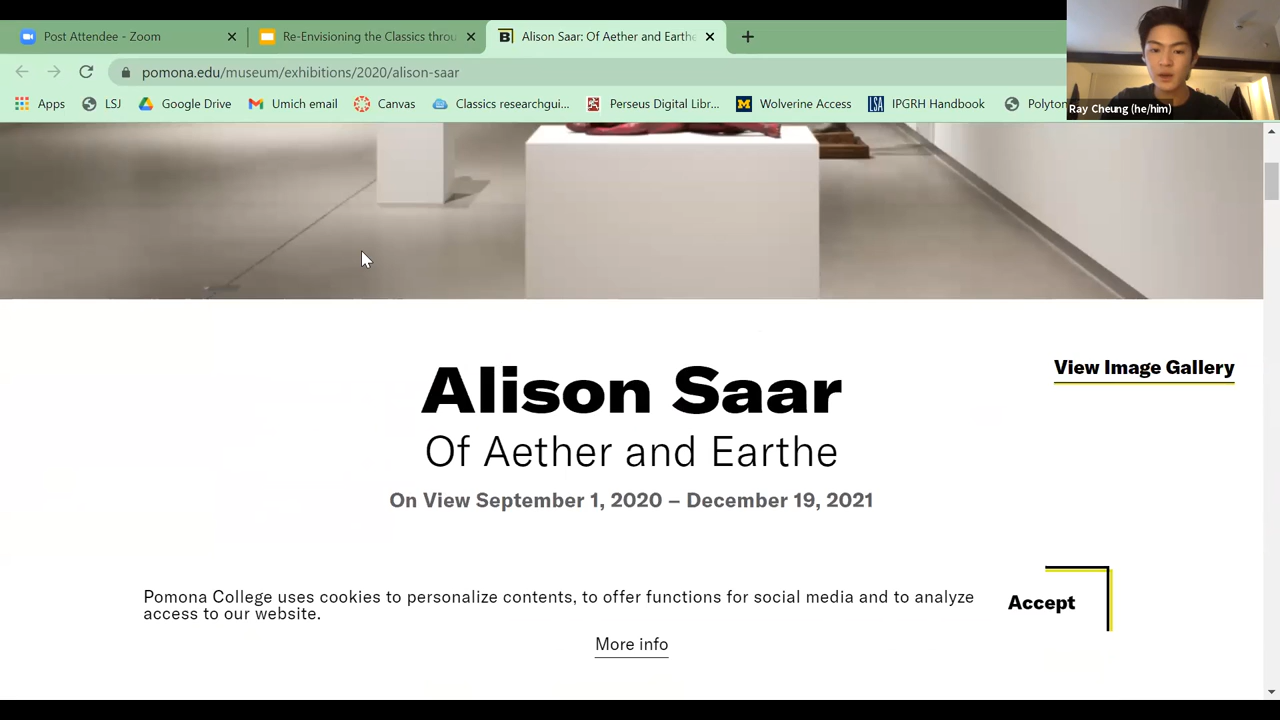 Post Attendee - Zoom
Re-Envisioning the Classics throu
Alison Saar: Of Aether and Earthe
pomona.edu/museum/exhibitions/2020/alison-saar
Apps
LSJ
Google Drive
Umich email
Canvas
Classics researchgui...
Perseus Digital Libr...
Wolverine Access
IPGRH Handbook
Polyton
Ray Cheung (he/him)
View Image Gallery
Alison Saar
Of Aether and Earthe
On View September 1, 2020 – December 19, 2021
Pomona College uses cookies to personalize contents, to offer functions for social media and to analyze
access to our website.
Accept
More info